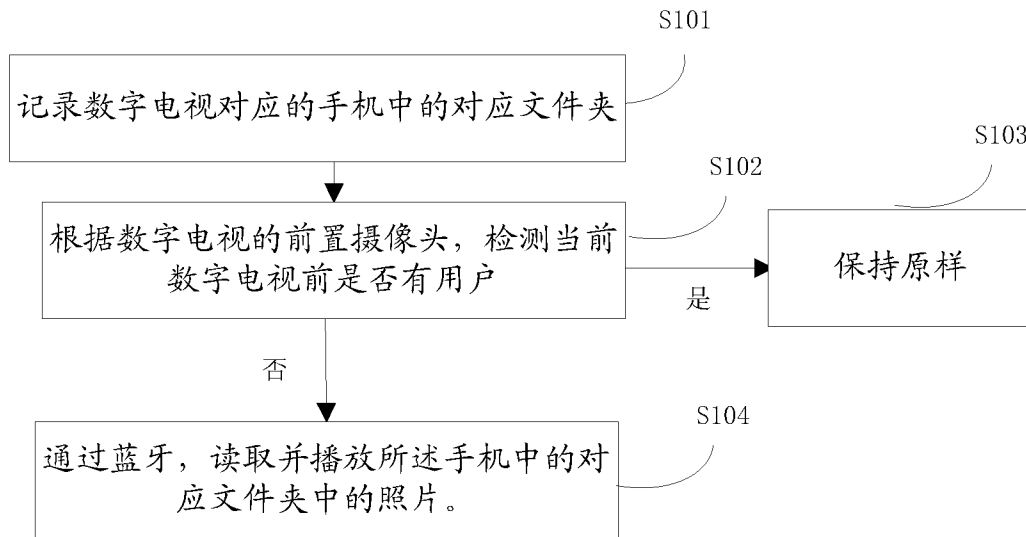 S101
记录数字电视对应的手机中的对应文件夹
S102
根据数字电视的前置摄像头，检测当前
数字电视前是否有用户
S103
保持原样
是
否
S104
通过蓝牙，读取并播放所述手机中的对
应文件夹中的照片。